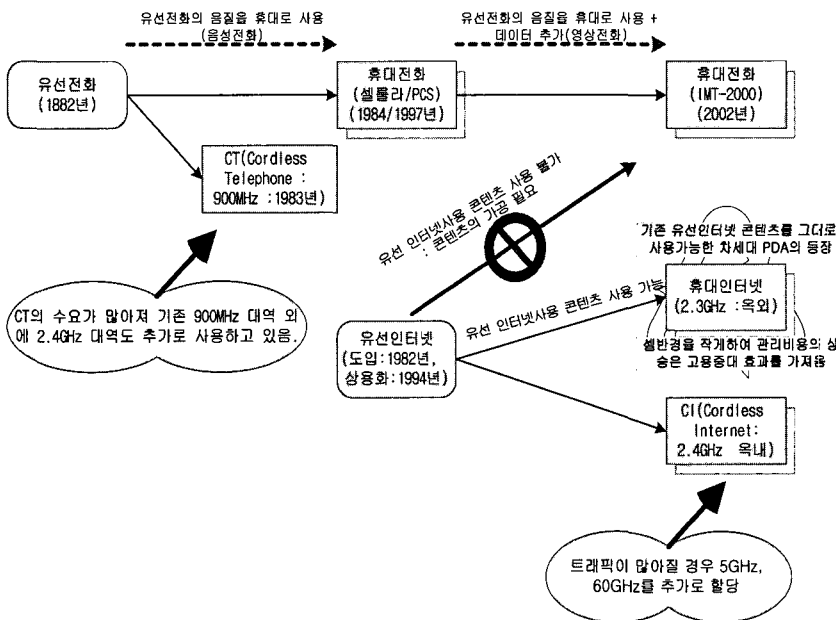 유선전화의 음질을 휴대로 사용
(음성전화)
유선전화의 음질을 휴대로 사용 +
데이터 추가(영상전화)
유선전화
(1882년)
휴대전화
(셀룰라/PCS)
(1984/1997년)
휴대전화
(IMT-2000)
(2002년)
CT(Cordless
Telephone :
900MHz :1983년)
유선 인터넷사용 콘텐츠 사용 불가
: 콘텐츠의 가공 필요
기존 유선인터넷 콘텐츠를 그대로
사용가능한 차세대 PDA의 등장
CT의 수요가 많아져 기존 900MHz 대역 외
에 2.4GHz 대역도 추가로 사용하고 있음.
유선 인터넷사용 콘텐츠 사용 가능
휴대인터넷
(2.3GHz :옥외)
유선인터넷
(도입:1982년,
상용화:1994년)
셀반경을 작게하여 관리비용의 상
승은 고용증대 효과를 가져옴
CI(Cordless
Internet:
2.4GHz 옥내)
트래픽이 많아질 경우 5GHz,
60GHz를 추가로 할당